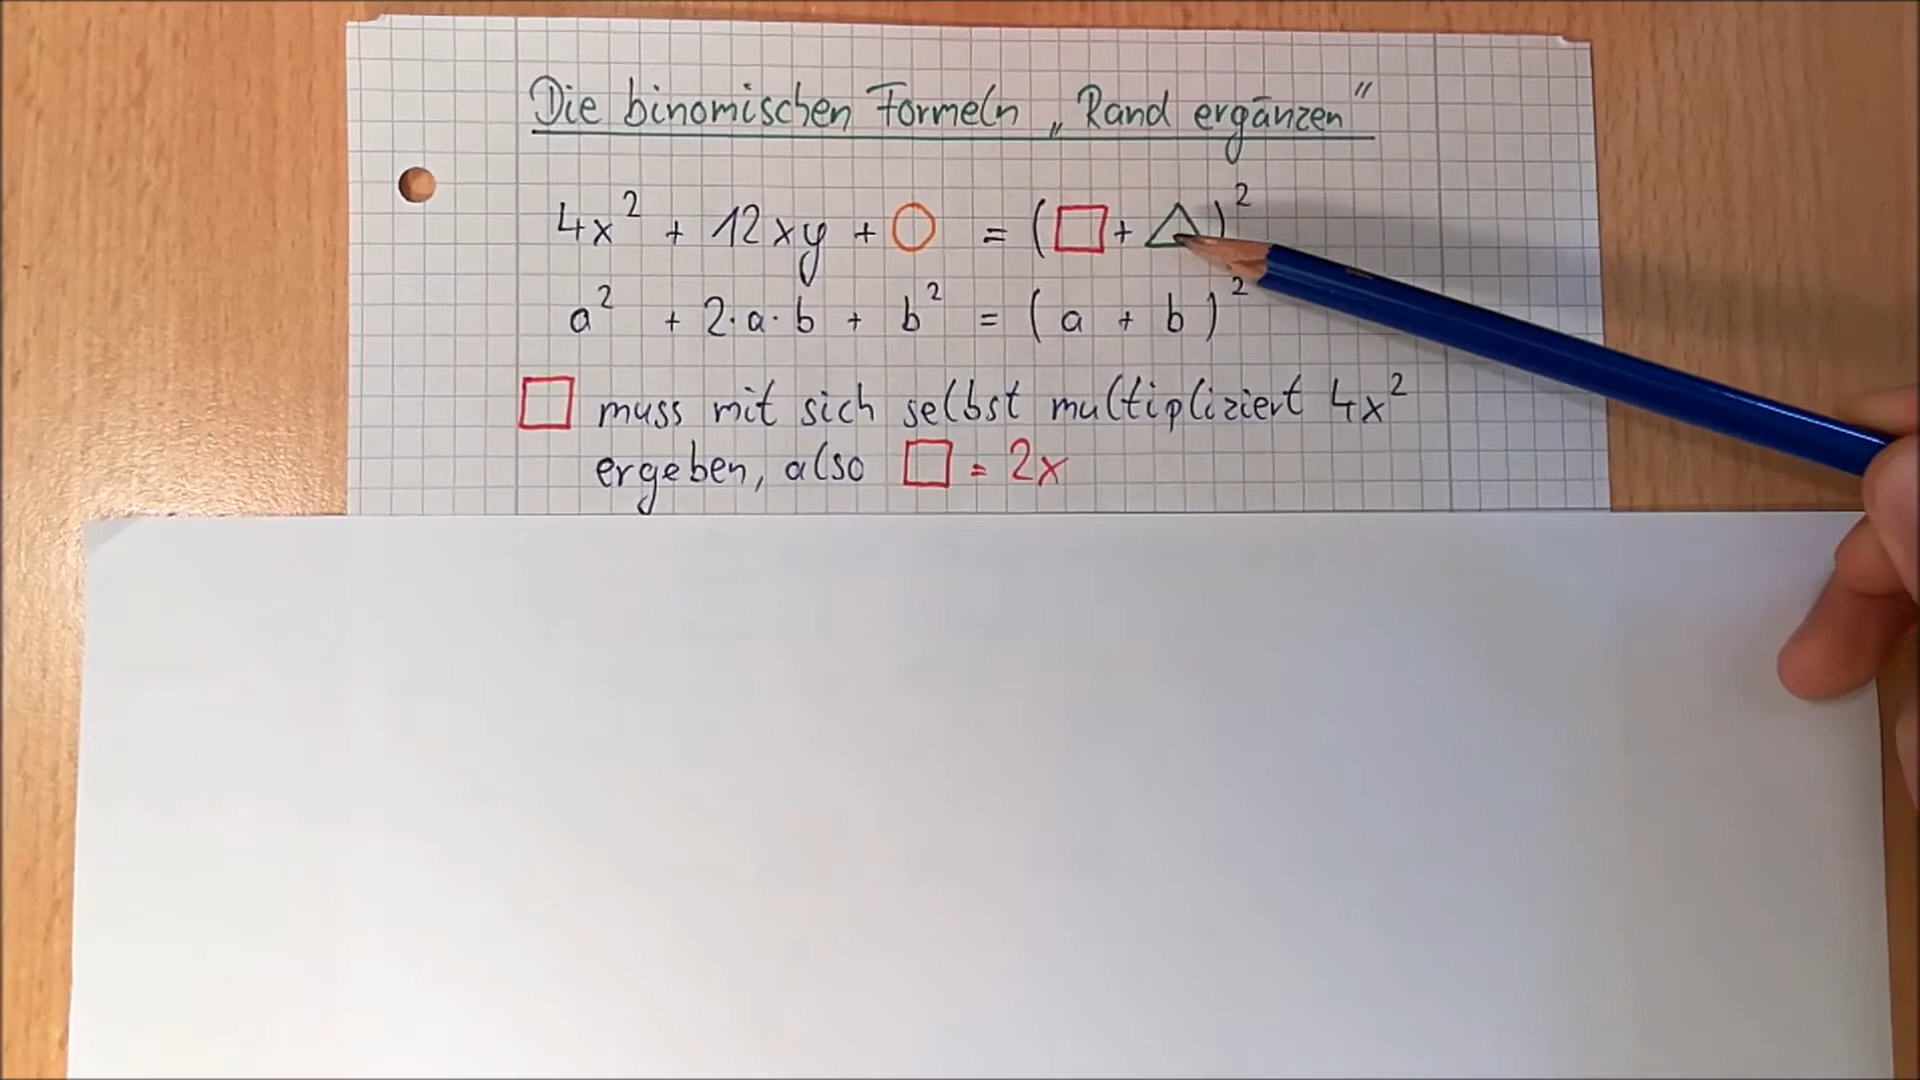 Die binomischen Formeln „Rand ergänzen“
4x² + 12xy + ○ = (□ + △)²
a² + 2·a·b + b² = (a + b)²
□ muss mit sich selbst multipliziert 4x²
ergeben, also □ = 2x